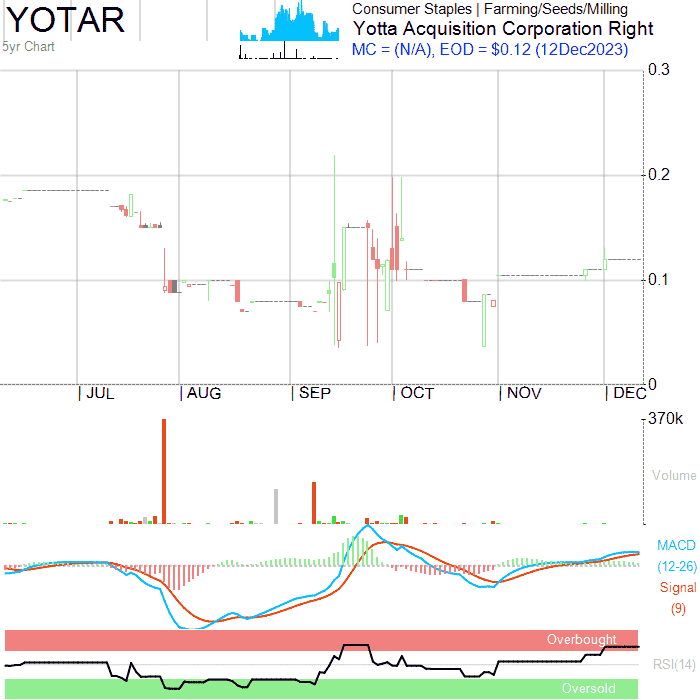 YOTAR
5yr Chart
Consumer Staples | Farming/Seeds/Milling
Yotta Acquisition Corporation Right
MC = (N/A), EOD = $0.12 (12Dec2023)
0.3
0.2
0.1
0
| JUL | AUG | SEP | OCT | NOV | DEC
370k
Volume
MACD
(12-26)
Signal
(9)
Overbought
RSI(14)
Oversold